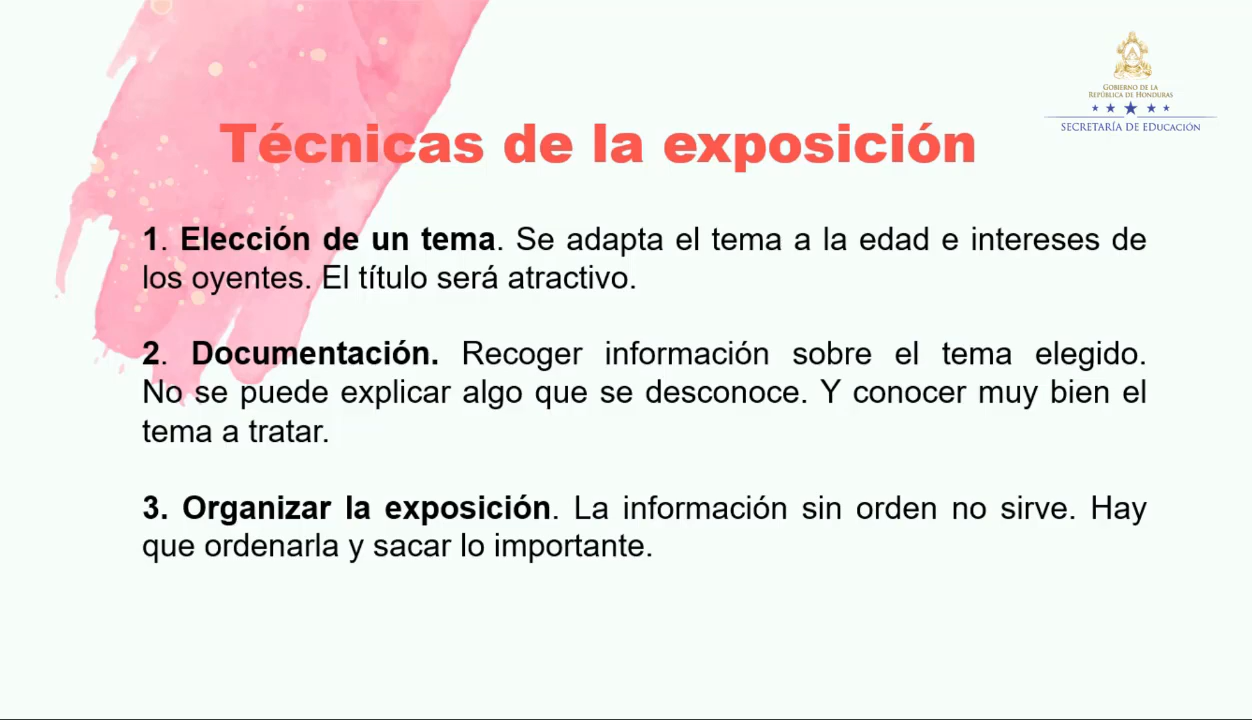 GOBIERNO DE LA
REPÚBLICA DE HONDURAS
SECRETARÍA DE EDUCACIÓN
Técnicas de la exposición
1. Elección de un tema. Se adapta el tema a la edad e intereses de
los oyentes. El título será atractivo.
2. Documentación. Recoger información sobre el tema elegido.
No se puede explicar algo que se desconoce. Y conocer muy bien el
tema a tratar.
3. Organizar la exposición. La información sin orden no sirve. Hay
que ordenarla y sacar lo importante.